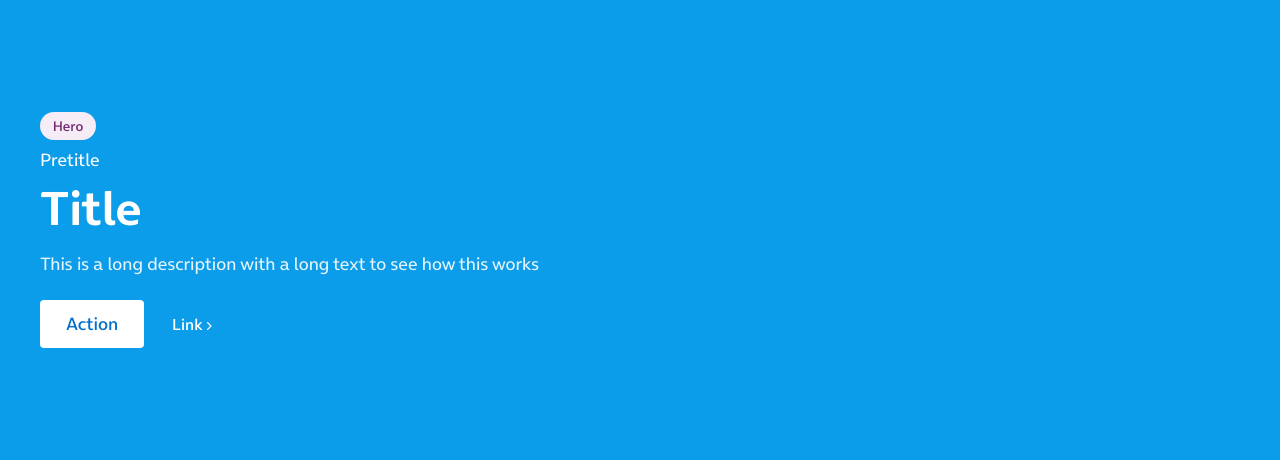 Hero
Pretitle
Title
This is a long description with a long text to see how this works
Action
Link >